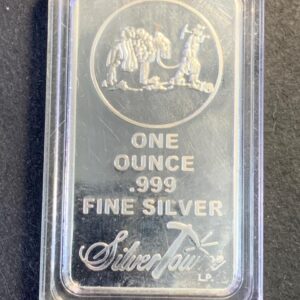 ONE
OUNCE
.999
FINE SILVER
SilverTowne
L.P.